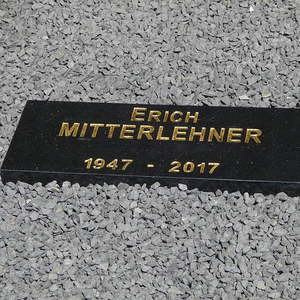 ERICH
MITTERLEHNER
1947 - 2017